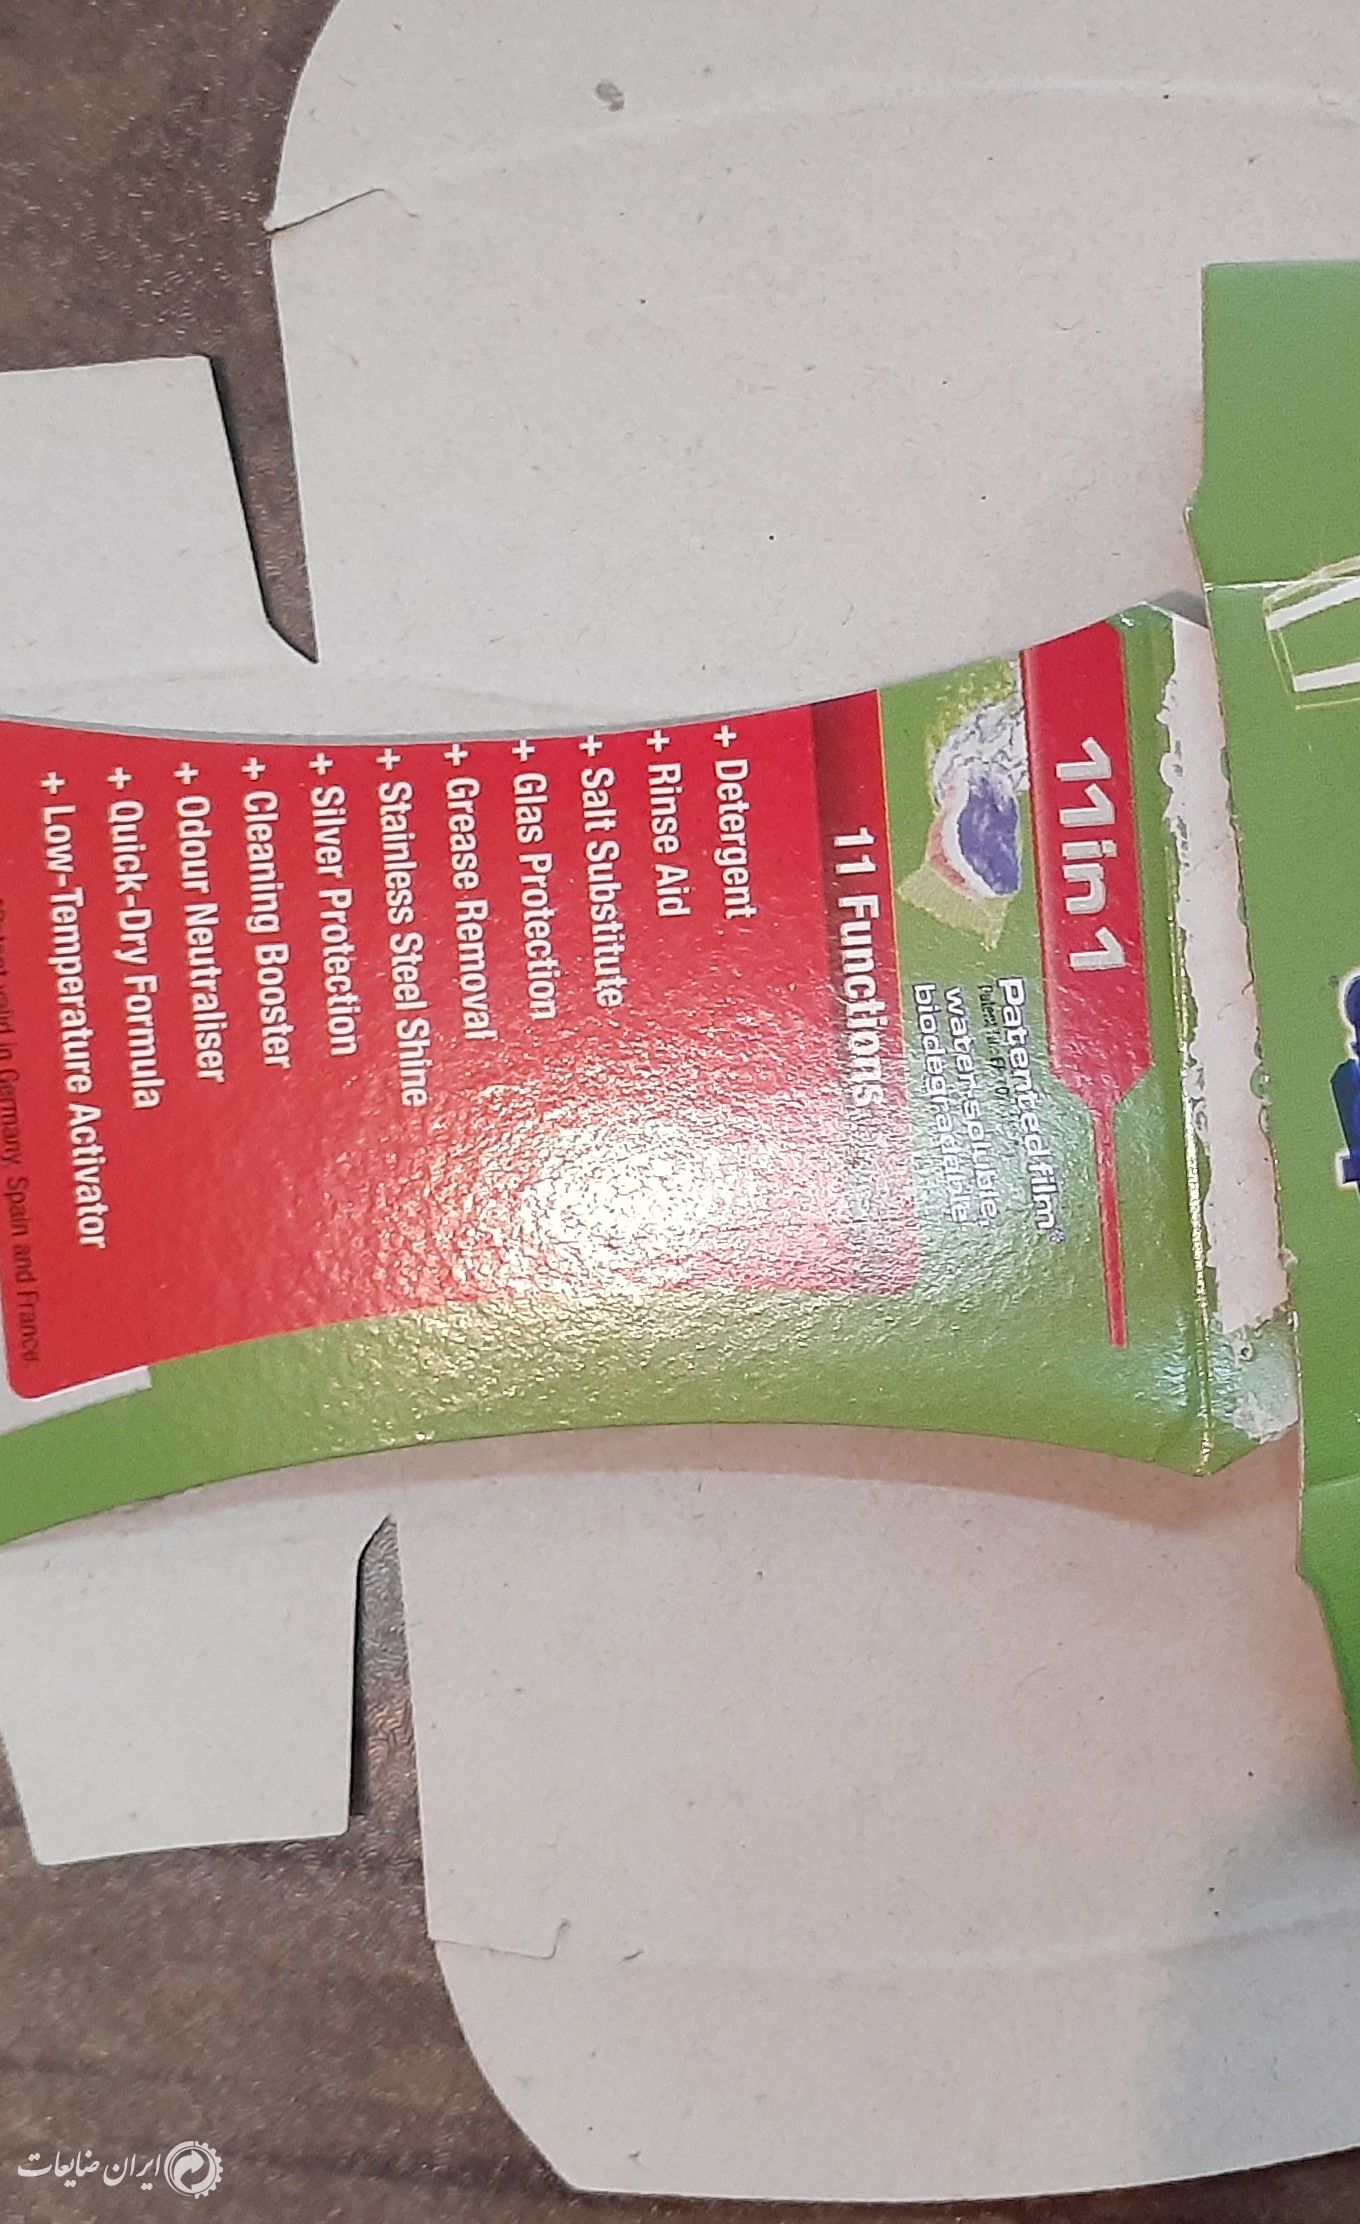 11 in 1
Patented film*
water soluble,
biodegradable
11 Functions
+ Detergent
+ Rinse Aid
+ Salt Substitute
+ Glas Protection
+ Grease Removal
+ Stainless Steel Shine
+ Silver Protection
+ Cleaning Booster
+ Odour Neutraliser
+ Quick-Dry Formula
+ Low-Temperature Activator
valid in Germany, Spain and France
ایران ضایعات